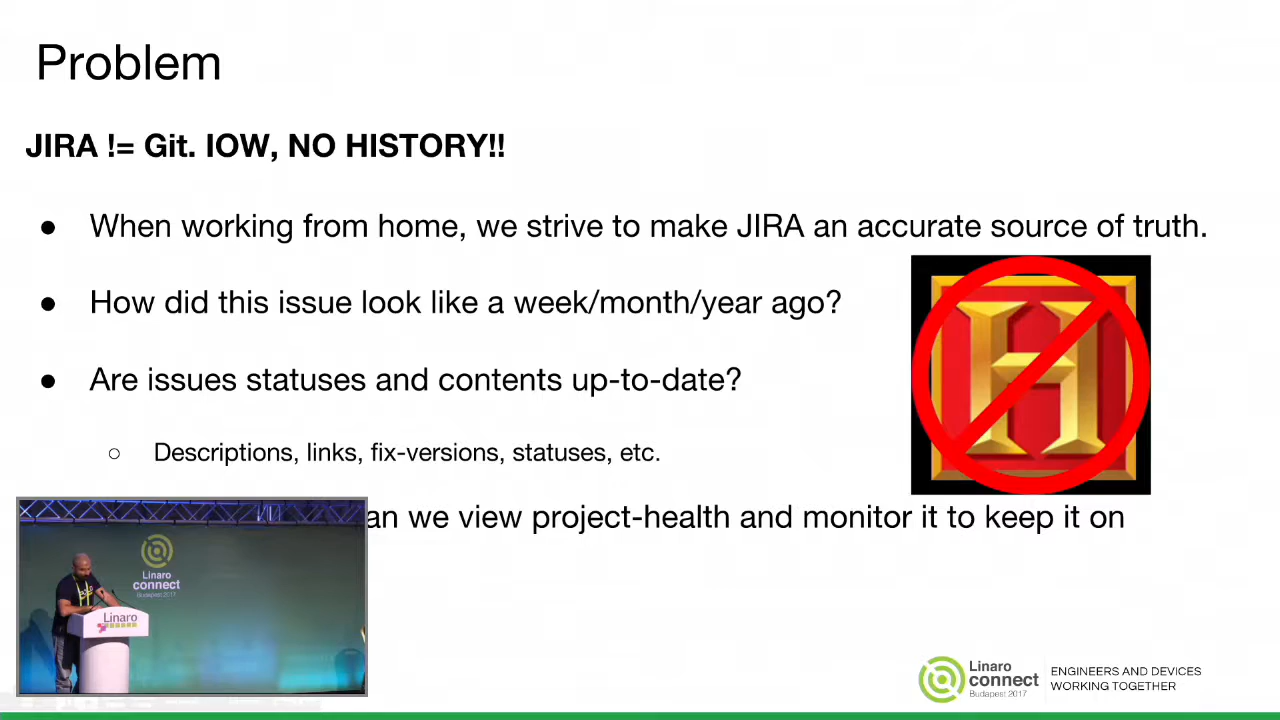 Problem
JIRA != Git. IOW, NO HISTORY!!
● When working from home, we strive to make JIRA an accurate source of truth.
● How did this issue look like a week/month/year ago?
● Are issues statuses and contents up-to-date?
○ Descriptions, links, fix-versions, statuses, etc.
an we view project-health and monitor it to keep it on
H
Linaro
connect
Budapest 2017
Linaro
Linaro
connect
Budapest 2017
ENGINEERS AND DEVICES
WORKING TOGETHER